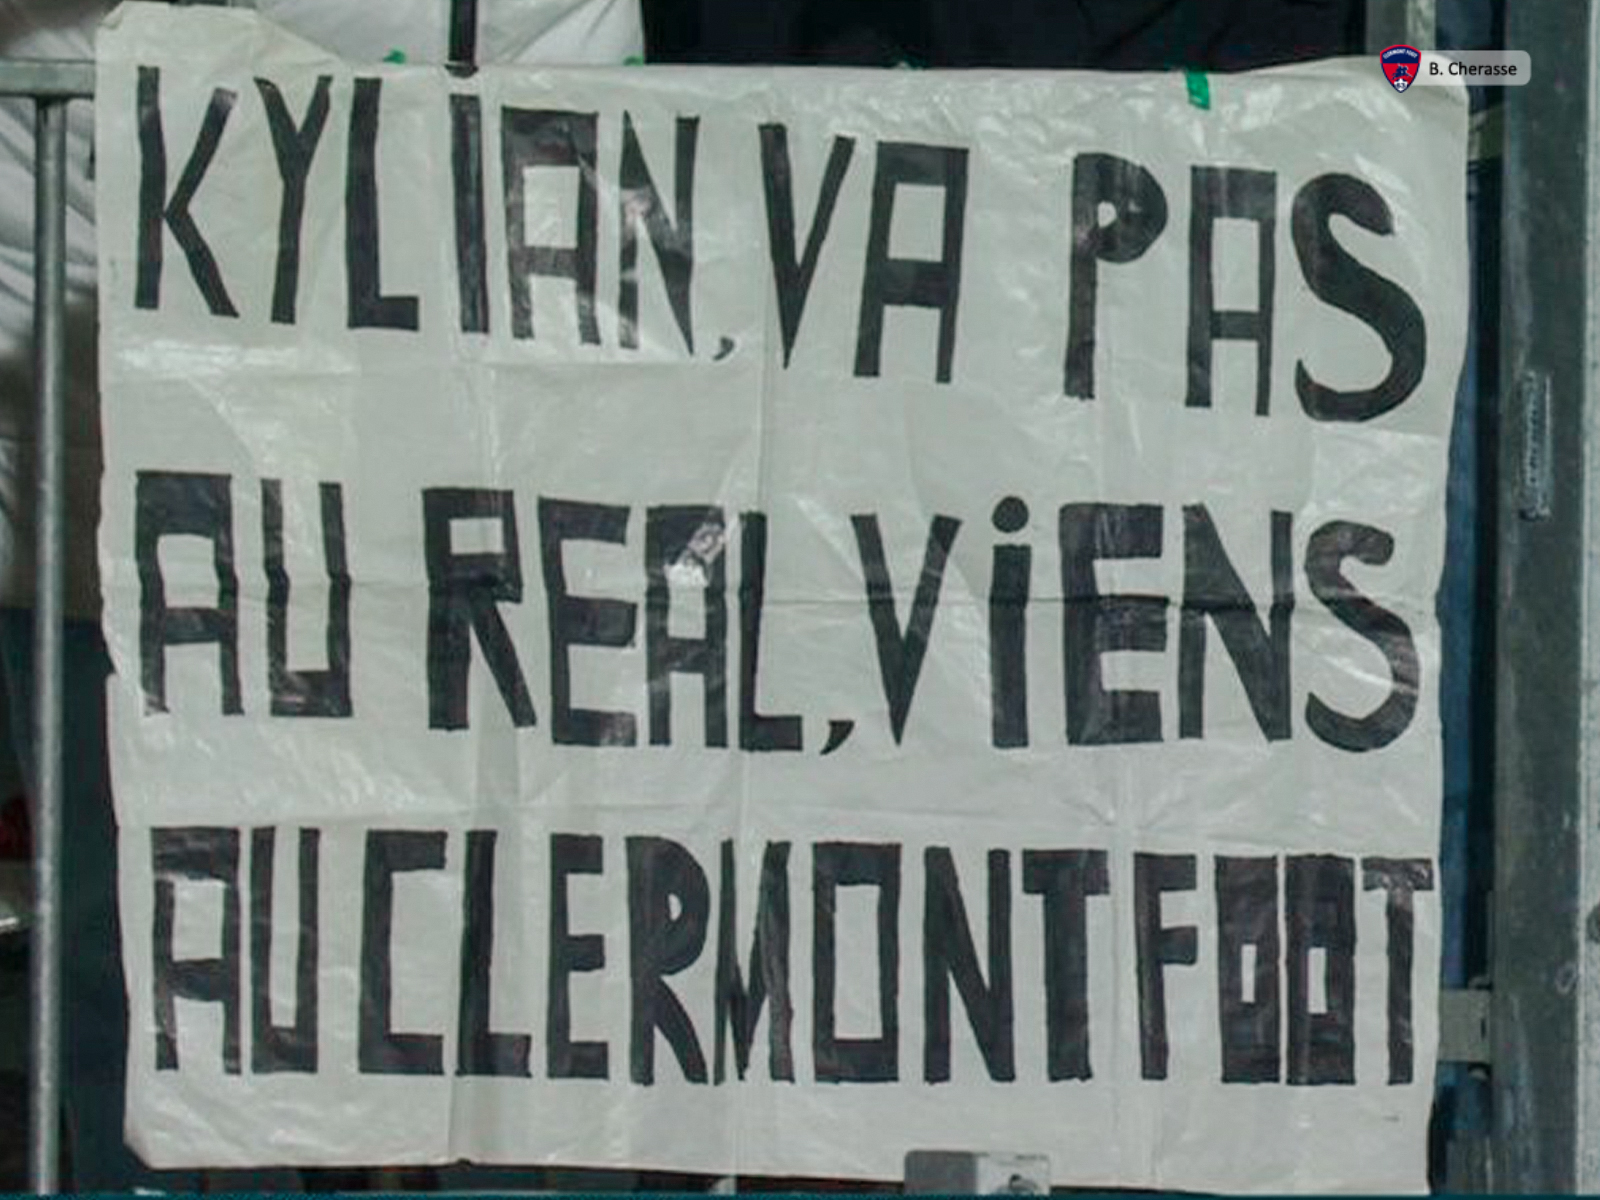 B. Cherasse
KYLiAN, VA PAS
AU REAL, ViENS
AU CLERMONT FOOT